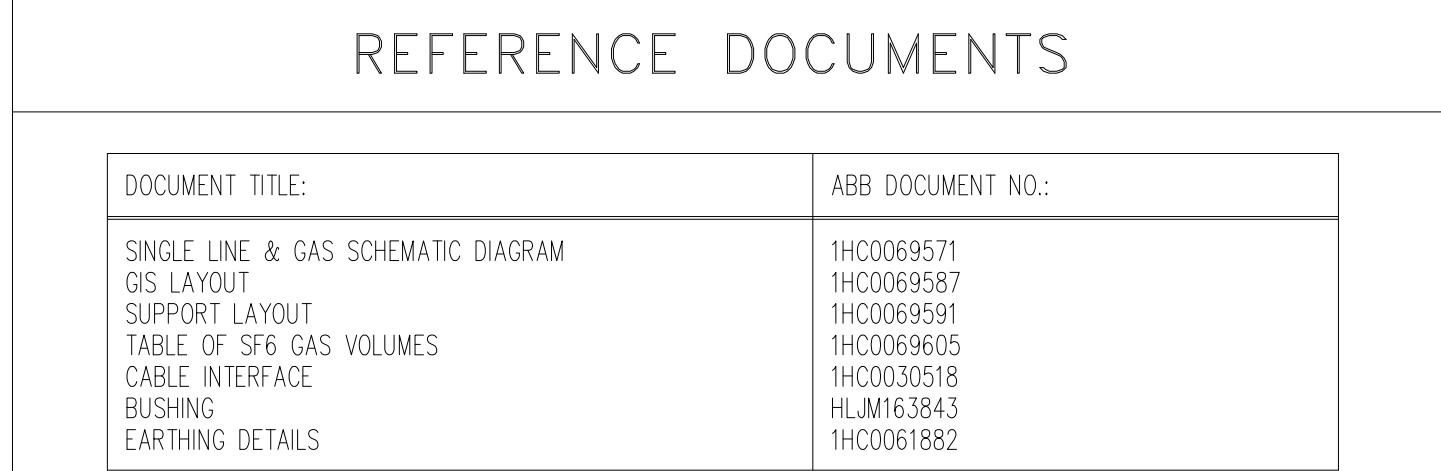 REFERENCE DOCUMENTS
DOCUMENT TITLE: ABB DOCUMENT NO.:
SINGLE LINE & GAS SCHEMATIC DIAGRAM 1HC0069571
GIS LAYOUT 1HC0069587
SUPPORT LAYOUT 1HC0069591
TABLE OF SF6 GAS VOLUMES 1HC0069605
CABLE INTERFACE 1HC0030518
BUSHING HLJM163843
EARTHING DETAILS 1HC0061882